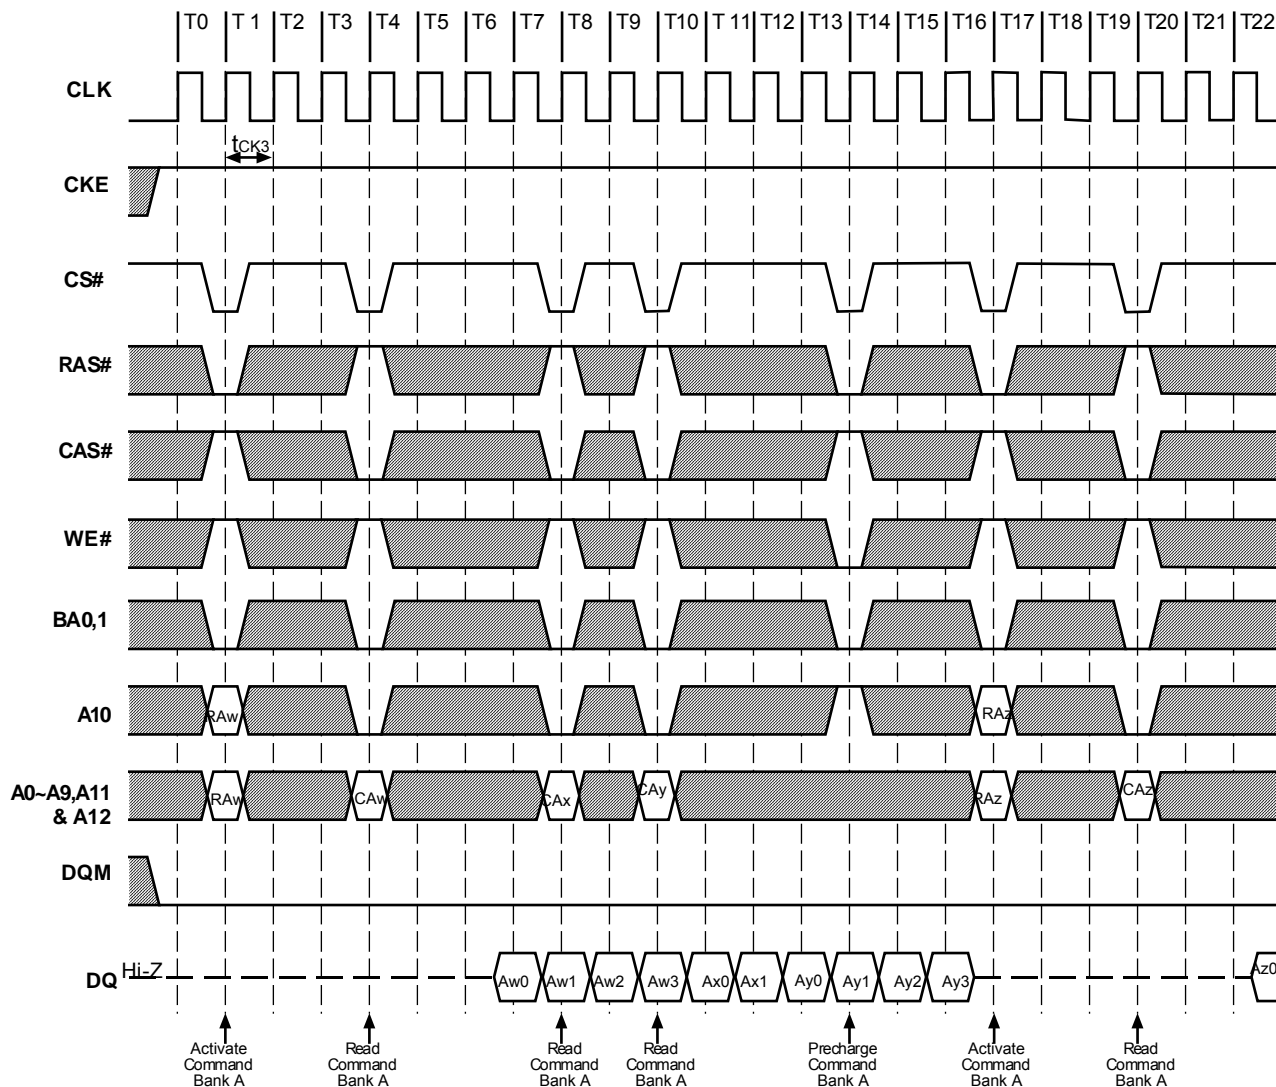 T0 T 1 T2 T3 T4 T5 T6 T7 T8 T9 T10 T 11 T12 T13 T14 T15 T16 T17 T18 T19 T20 T21 T22
CLK
tCK3
CKE
CS#
RAS#
CAS#
WE#
BA0,1
A10
RAw RAz
A0~A9,A11
& A12
RAw CAw CAx CAy RAz CAz
DQM
DQ
Hi-Z
Aw0 Aw1 Aw2 Aw3 Ax0 Ax1 Ay0 Ay1 Ay2 Ay3 Az0
Activate
Command
Bank A
Read
Command
Bank A
Read
Command
Bank A
Read
Command
Bank A
Precharge
Command
Bank A
Activate
Command
Bank A
Read
Command
Bank A